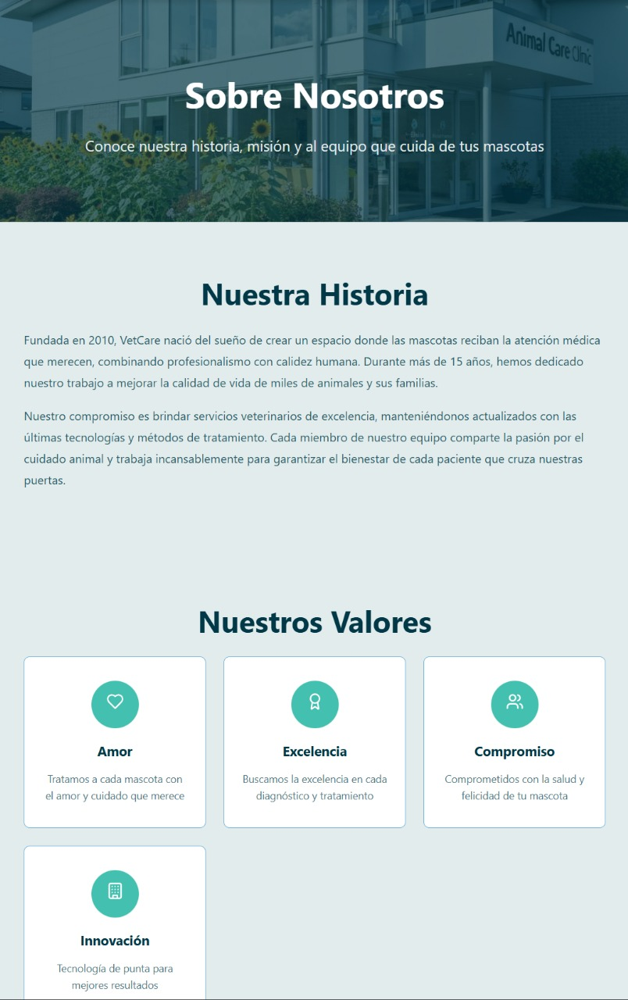 Animal Care Clinic
Sobre Nosotros
Conoce nuestra historia, misión y al equipo que cuida de tus mascotas
Nuestra Historia
Fundada en 2010, VetCare nació del sueño de crear un espacio donde las mascotas reciban la atención médica
que merecen, combinando profesionalismo con calidez humana. Durante más de 15 años, hemos dedicado
nuestro trabajo a mejorar la calidad de vida de miles de animales y sus familias.
Nuestro compromiso es brindar servicios veterinarios de excelencia, manteniéndonos actualizados con las
últimas tecnologías y métodos de tratamiento. Cada miembro de nuestro equipo comparte la pasión por el
cuidado animal y trabaja incansablemente para garantizar el bienestar de cada paciente que cruza nuestras
puertas.
Nuestros Valores
Amor
Tratamos a cada mascota con
el amor y cuidado que merece
Excelencia
Buscamos la excelencia en cada
diagnóstico y tratamiento
Compromiso
Comprometidos con la salud y
felicidad de tu mascota
Innovación
Tecnología de punta para
mejores resultados